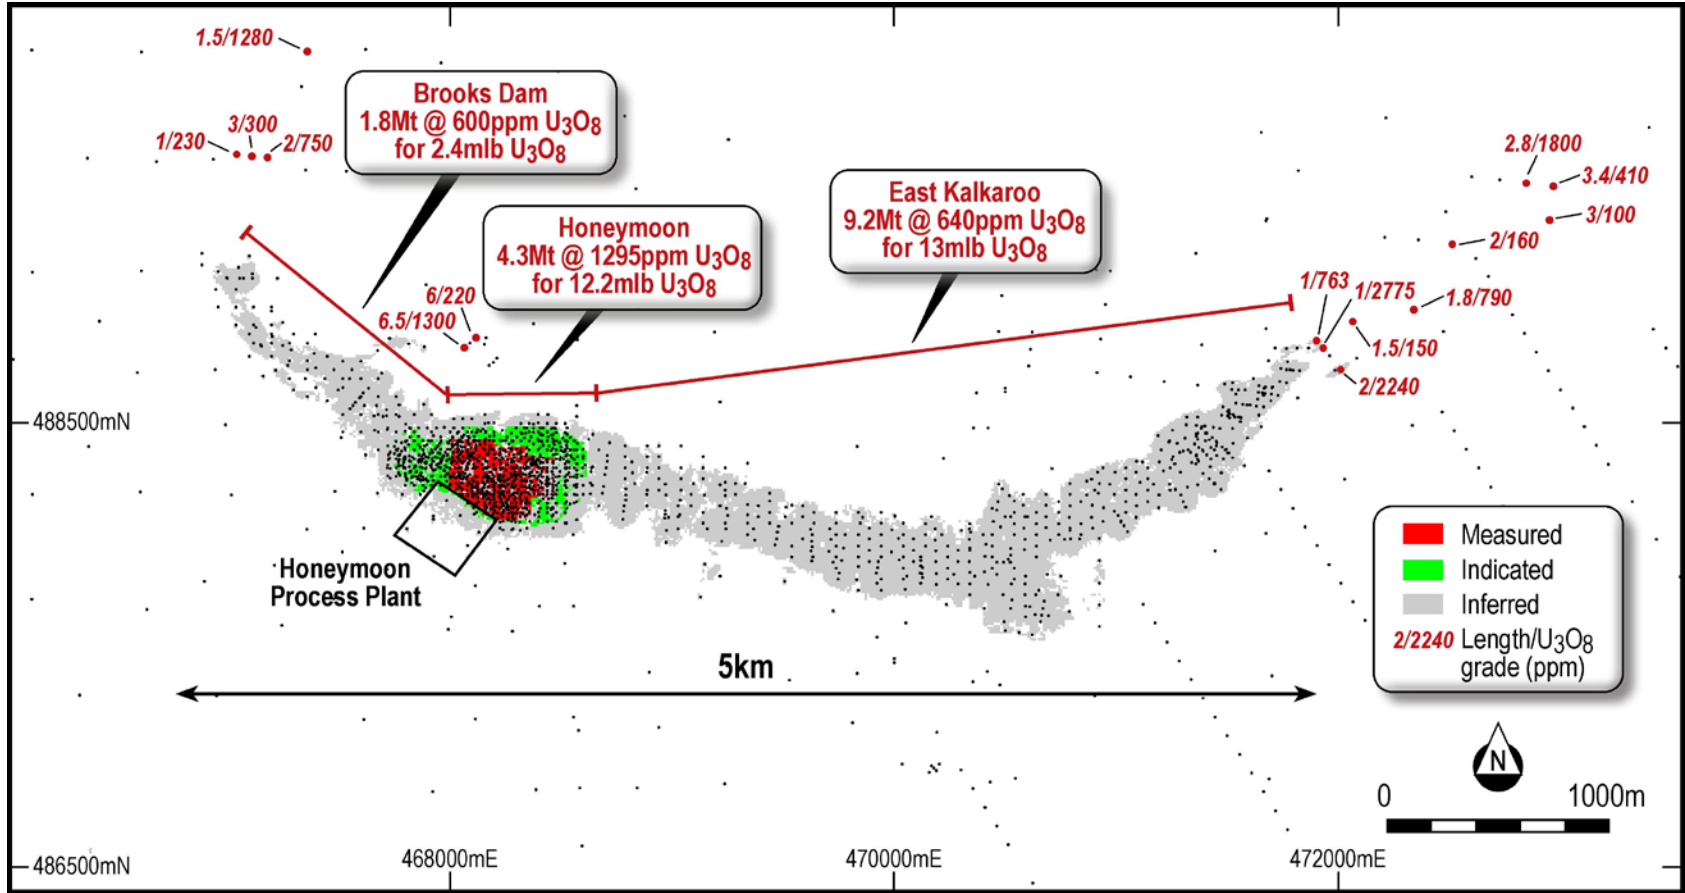 1.5/1280
Brooks Dam
1.8Mt @ 600ppm U₃O₈
for 2.4mlb U₃O₈
3/300
1/230
2/750
2.8/1800
3.4/410
3/100
2/160
East Kalkaroo
9.2Mt @ 640ppm U₃O₈
for 13mlb U₃O₈
Honeymoon
4.3Mt @ 1295ppm U₃O₈
for 12.2mlb U₃O₈
6/220
6.5/1300
1/763
1/2775
1.8/790
1.5/150
2/2240
488500mN
Honeymoon
Process Plant
Measured
Indicated
Inferred
2/2240 Length/U₃O₈
grade (ppm)
5km
N
0 1000m
486500mN
468000mE
470000mE
472000mE